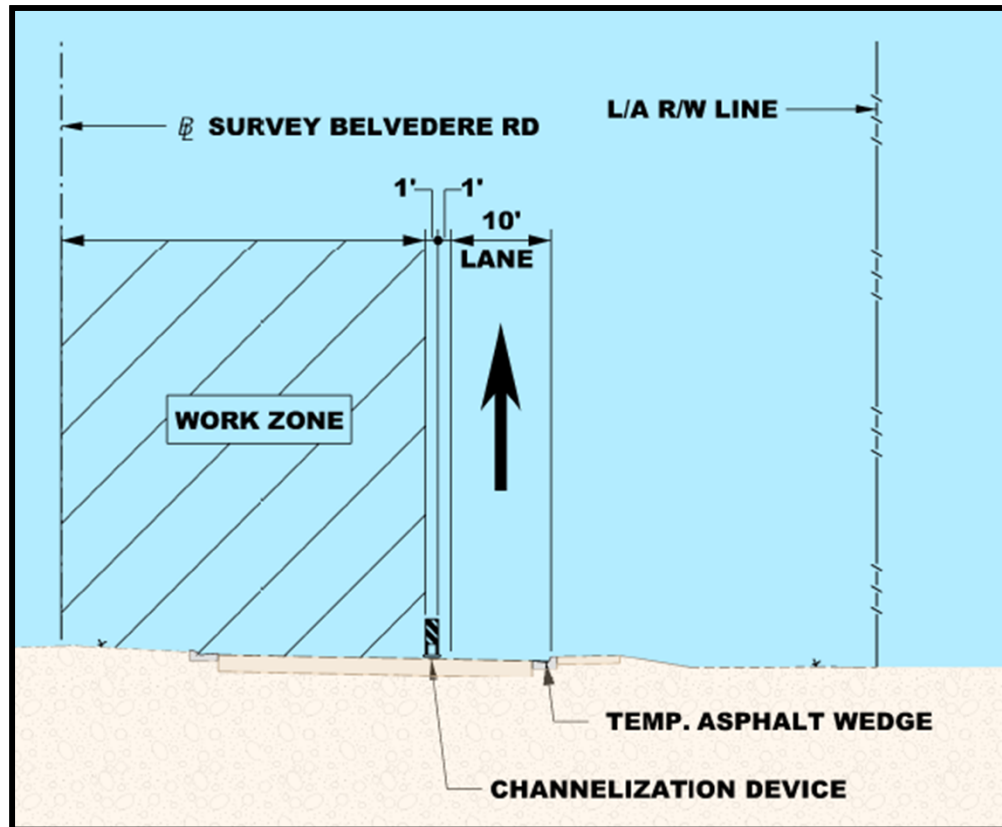 ℄ SURVEY BELVEDERE RD
L/A R/W LINE
1' 1'
10'
LANE
WORK ZONE
TEMP. ASPHALT WEDGE
CHANNELIZATION DEVICE